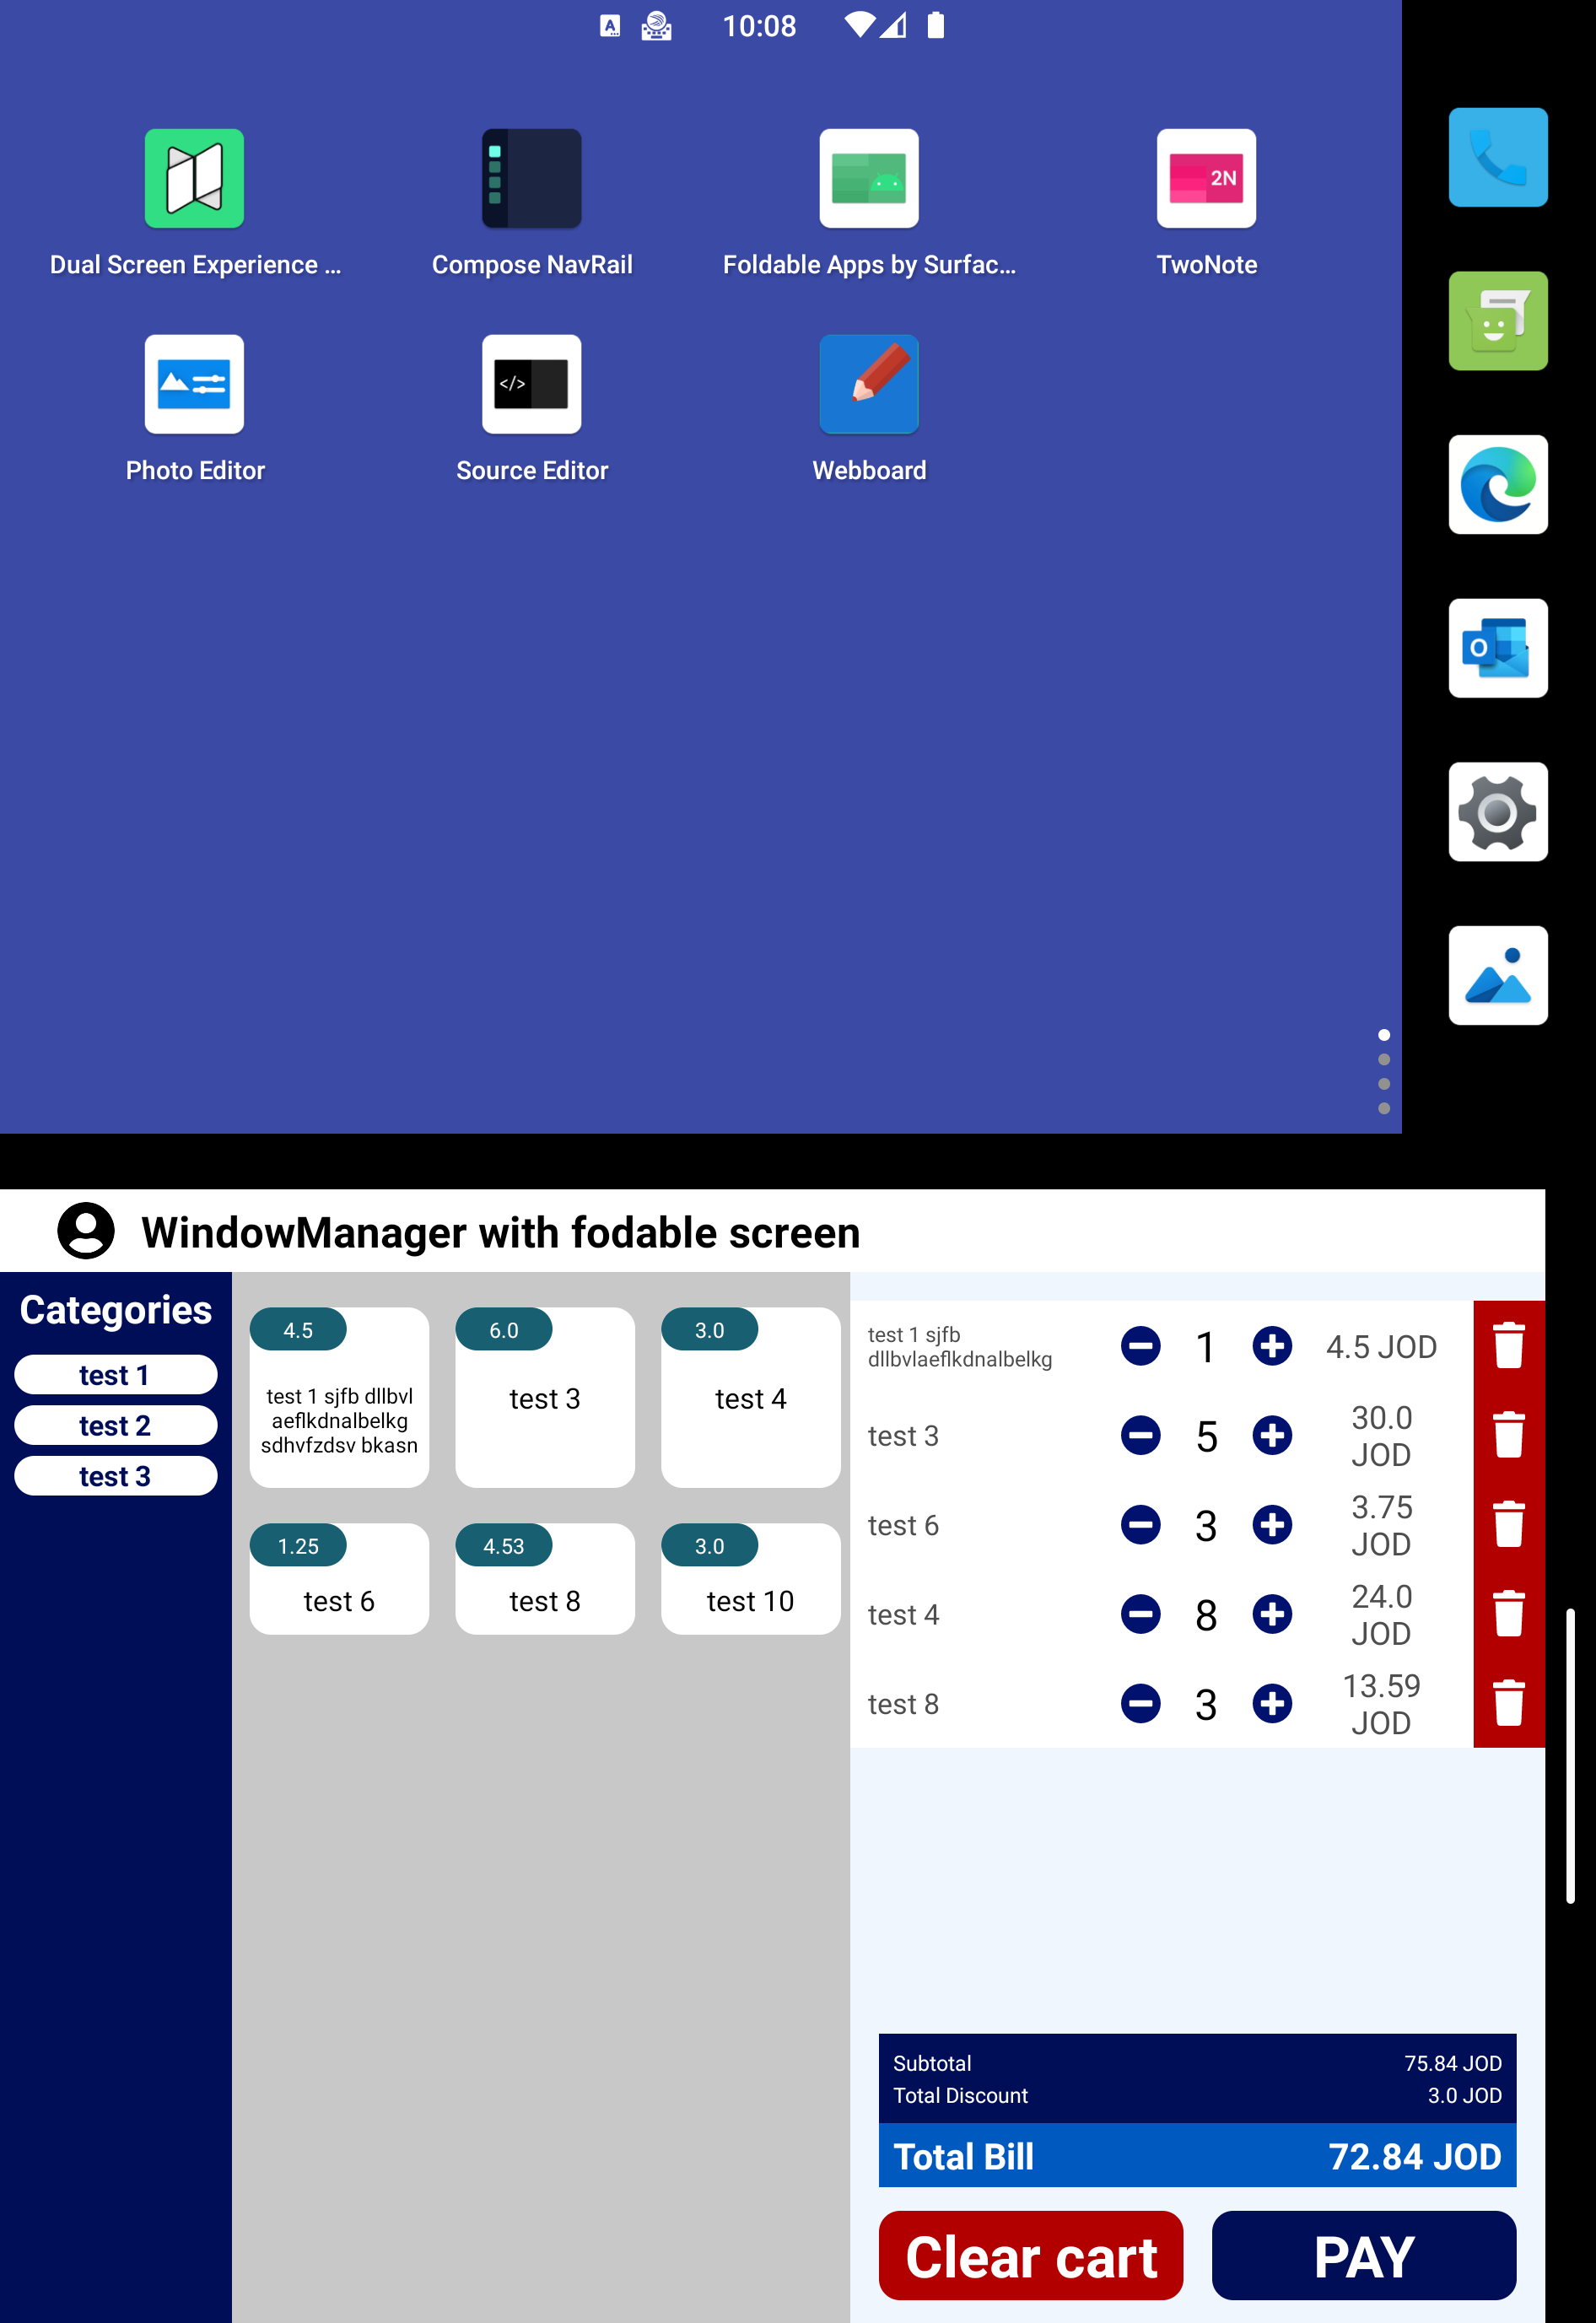 A
10:08
2N
Dual Screen Experience ...
Compose NavRail
Foldable Apps by Surfac...
TwoNote
</>
Photo Editor
Source Editor
Webboard
O
WindowManager with fodable screen
Categories
test 1
test 2
test 3
4.5
test 1 sjfb dllbvl
aeflkdnalbelkg
sdhvfzdsv bkasn
6.0
test 3
3.0
test 4
1.25
test 6
4.53
test 8
3.0
test 10
test 1 sjfb
dllbvlaeflkdnalbelkg
1
4.5 JOD
test 3
5
30.0
JOD
test 6
3
3.75
JOD
test 4
8
24.0
JOD
test 8
3
13.59
JOD
Subtotal
75.84 JOD
Total Discount
3.0 JOD
Total Bill
72.84 JOD
Clear cart
PAY